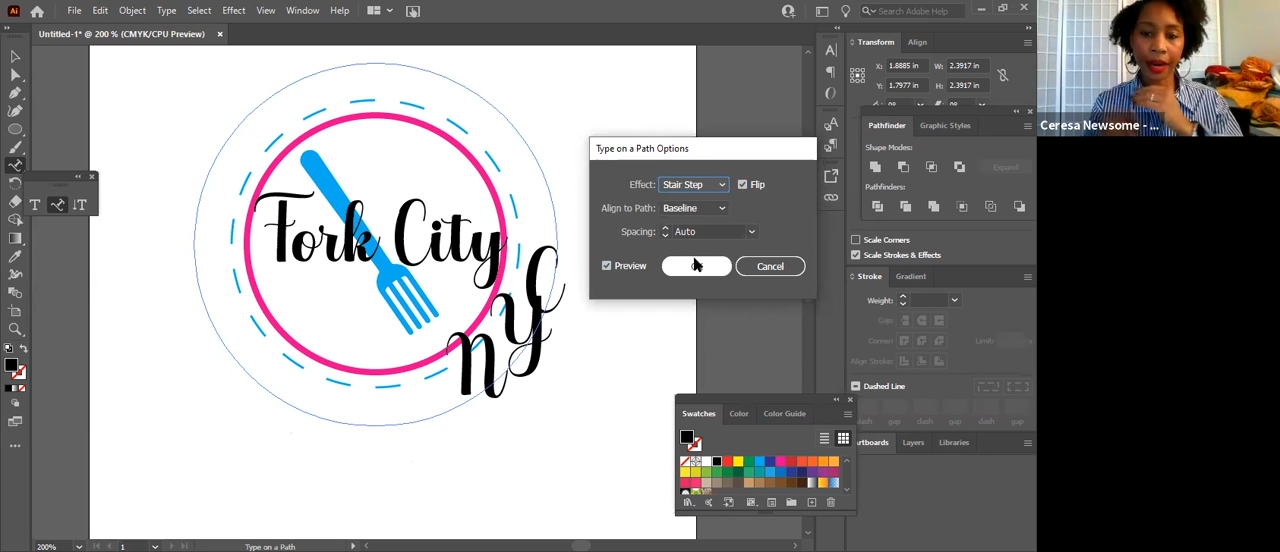 Ai File Edit Object Type Select Effect View Window Help
Search Adobe Help
Untitled-1* @ 200 % (CMYK/CPU Preview) ×
Fork City
NYC
Type on a Path Options
Effect: Stair Step Flip
Align to Path: Baseline
Spacing: Auto
Preview Cancel
Transform Align
X: 1.8885 in W: 2.3917 in
Y: 1.7977 in H: 2.3917 in
Pathfinder Graphic Styles
Shape Modes:
Expand
Pathfinders:
Scale Corners
Scale Strokes & Effects
Stroke Gradient
Weight:
Cap:
Corner: Limit:
Align Stroke:
Dashed Line
dash gap dash gap dash gap
Swatches Color Color Guide
Artboards Layers Libraries
200% 1 Type on a Path
Ceresa Newsome - ...